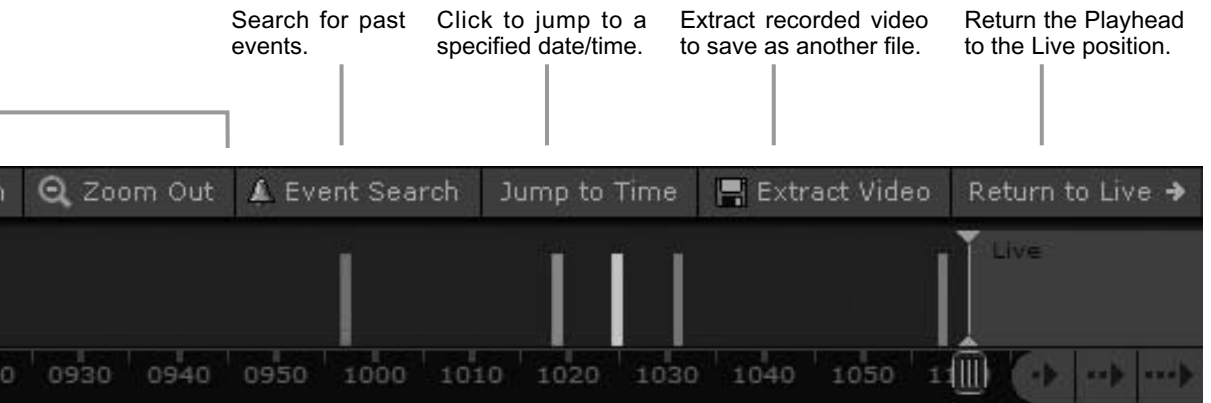 Search for past
events.
Click to jump to a
specified date/time.
Extract recorded video
to save as another file.
Return the Playhead
to the Live position.
Zoom Out Event Search Jump to Time Extract Video Return to Live
Live
0930 0940 0950 1000 1010 1020 1030 1040 1050